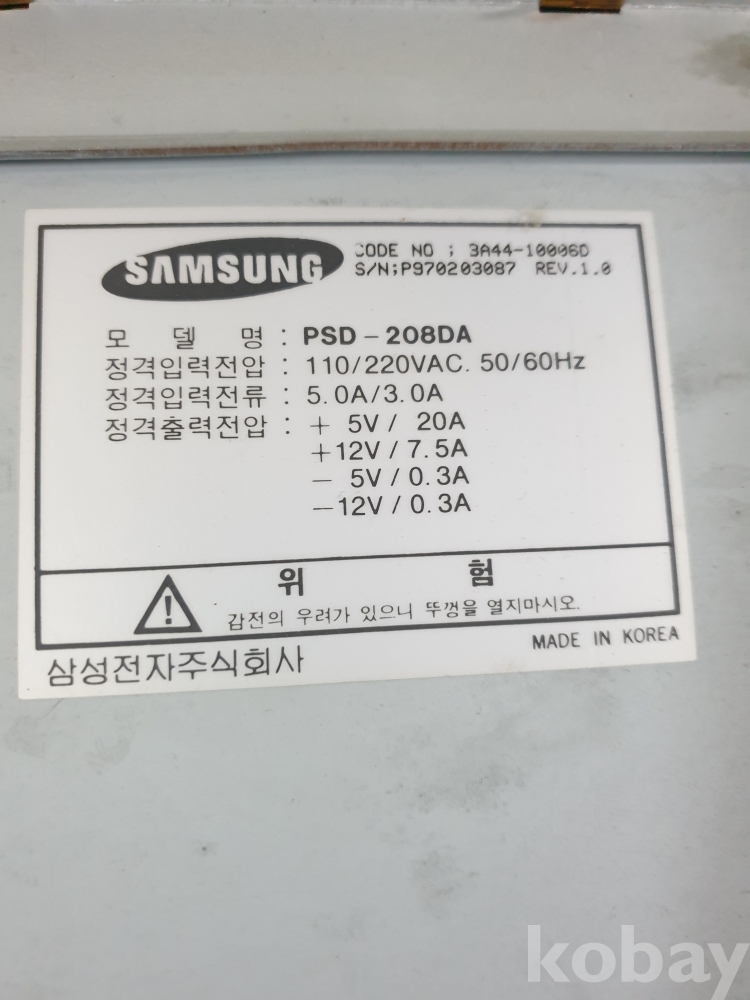 SAMSUNG
CODE NO ; 3A44-10006D
S/N;P970203087 REV.1.0
모 델 명 : PSD-208DA
정격입력전압 : 110/220VAC. 50/60Hz
정격입력전류 : 5.0A/3.0A
정격출력전압 : + 5V / 20A
+12V / 7.5A
- 5V / 0.3A
-12V / 0.3A
위 험
감전의 우려가 있으니 뚜껑을 열지마시오.
삼성전자주식회사
MADE IN KOREA
kobay